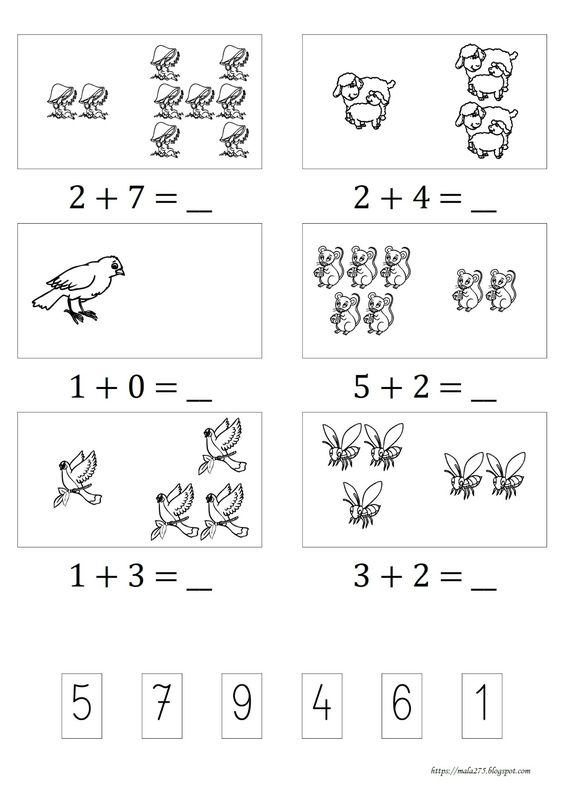 2 + 7 = __ 2 + 4 = __
1 + 0 = __ 5 + 2 = __
1 + 3 = __ 3 + 2 = __
5 7 9 4 6 1
https://mala275.blogspot.com